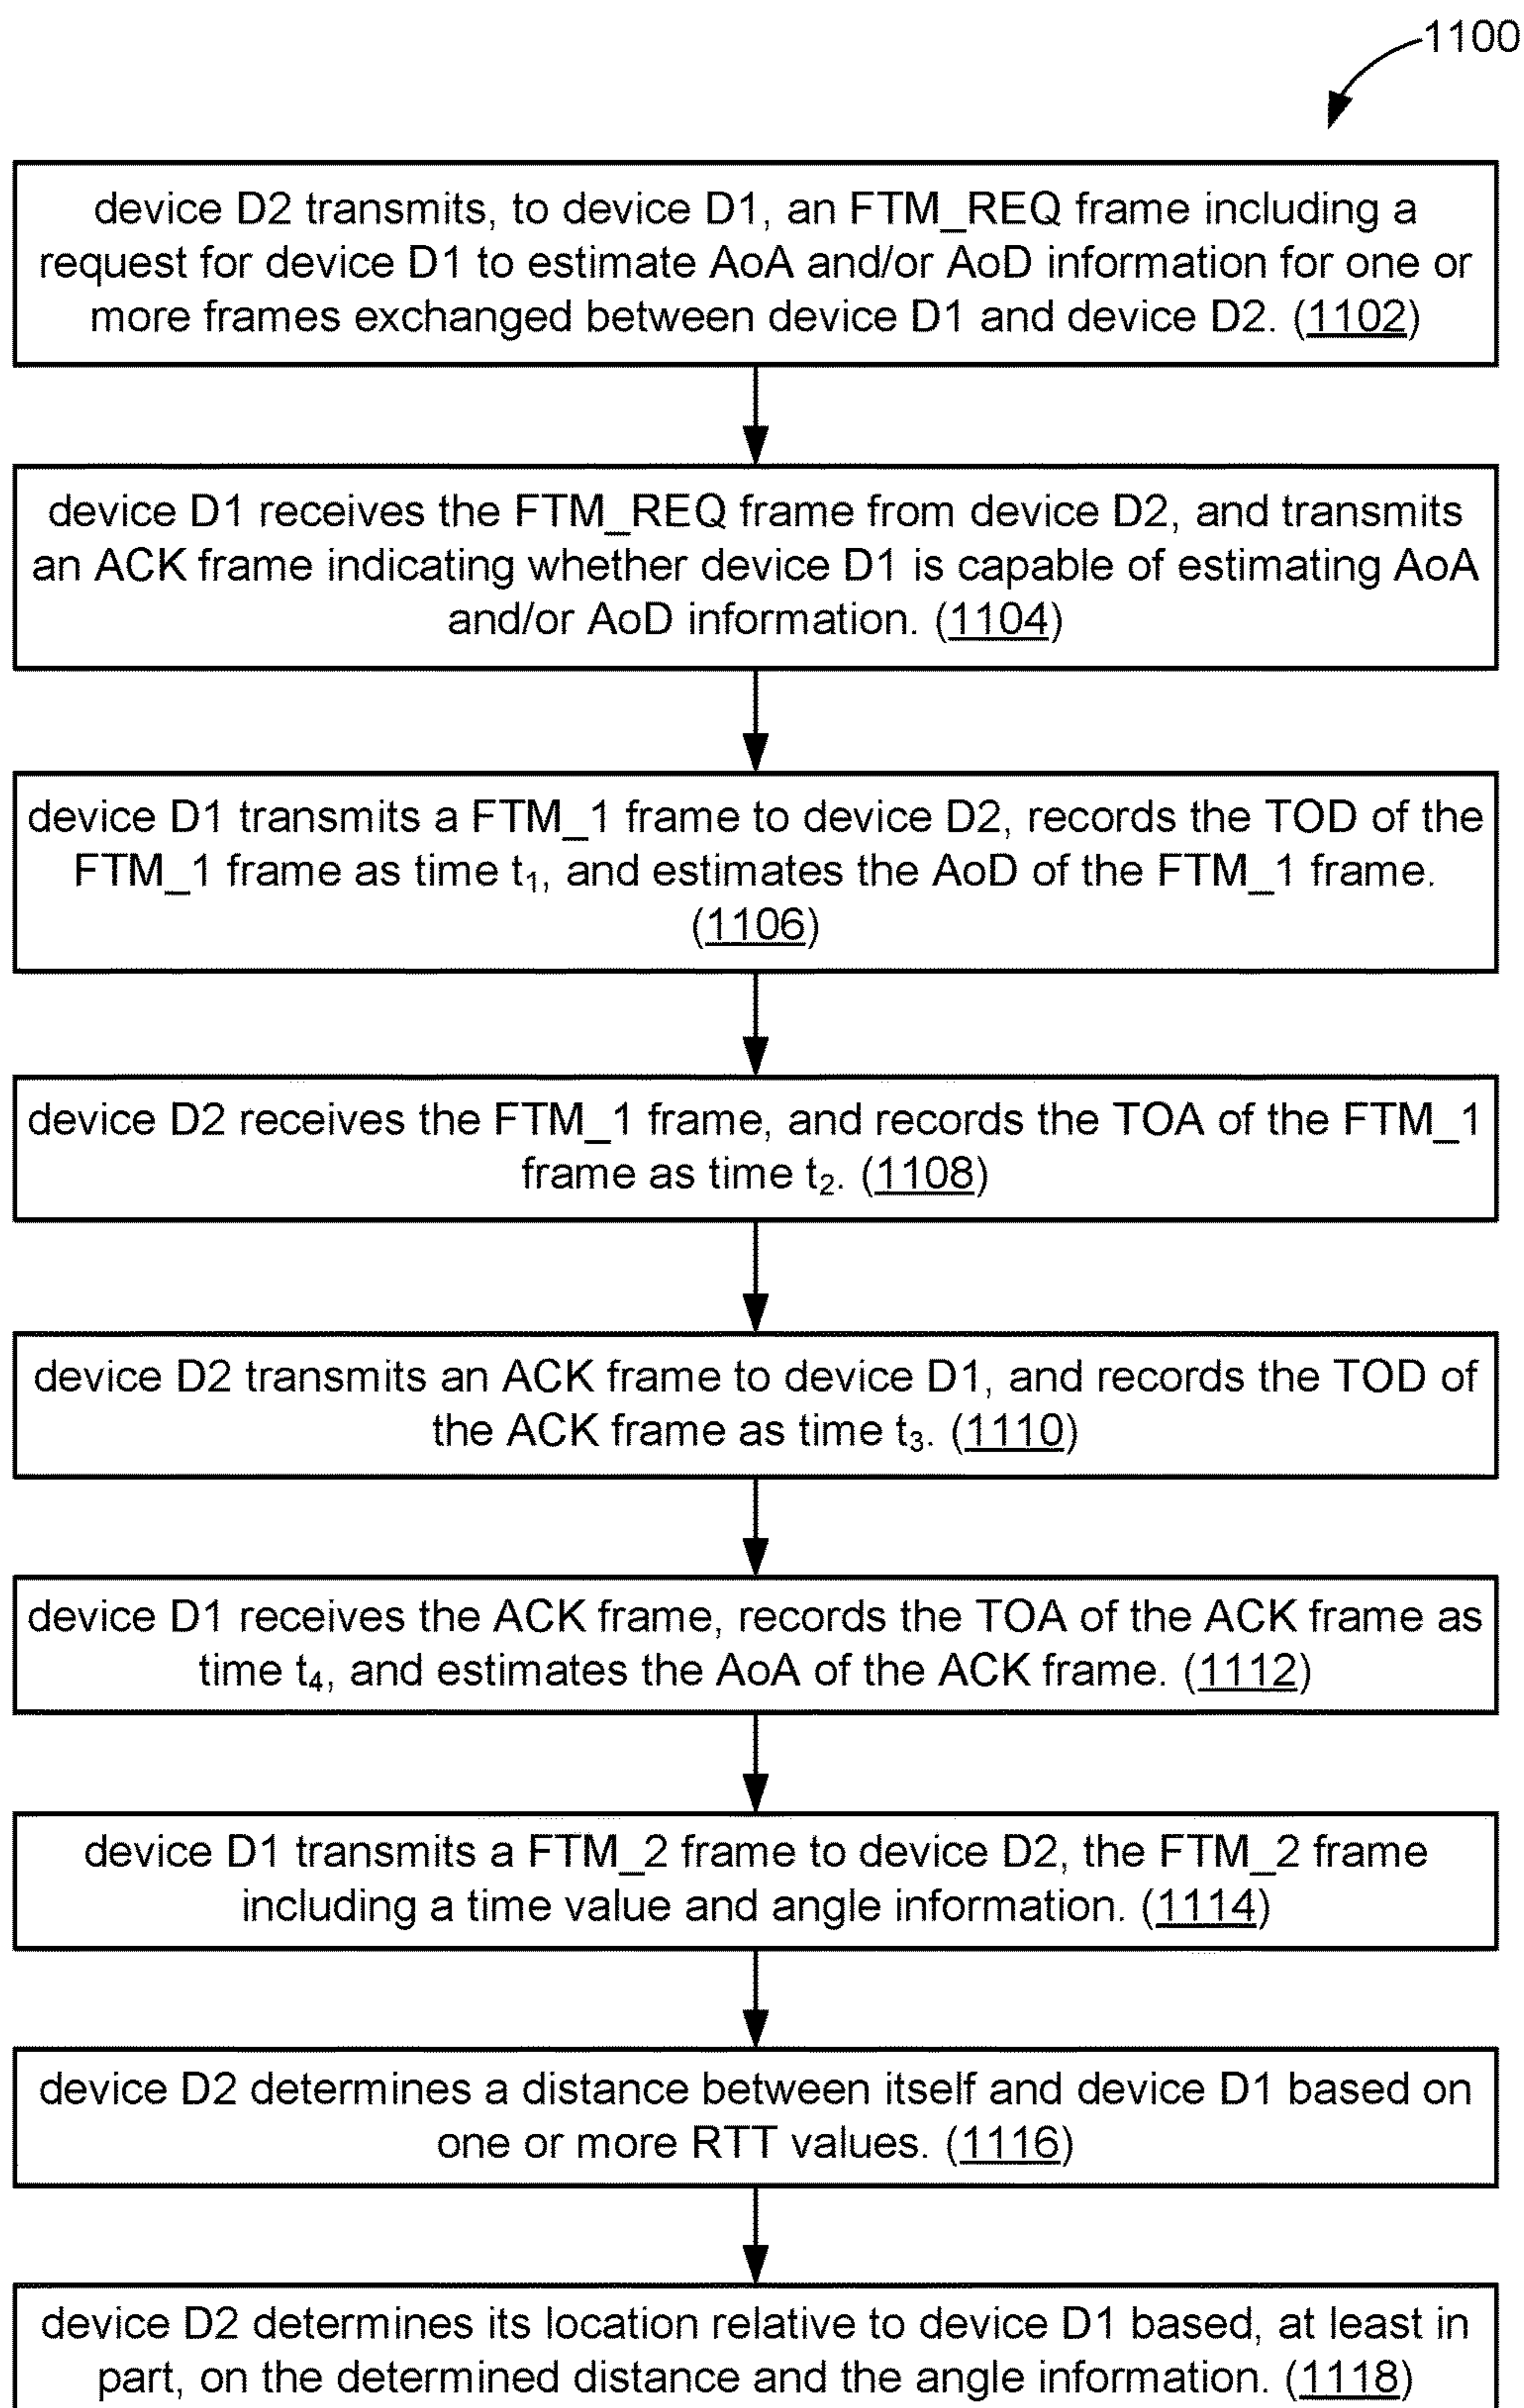 1100
device D2 transmits, to device D1, an FTM_REQ frame including a
request for device D1 to estimate AoA and/or AoD information for one or
more frames exchanged between device D1 and device D2. (1102)
device D1 receives the FTM_REQ frame from device D2, and transmits
an ACK frame indicating whether device D1 is capable of estimating AoA
and/or AoD information. (1104)
device D1 transmits a FTM_1 frame to device D2, records the TOD of the
FTM_1 frame as time t₁, and estimates the AoD of the FTM_1 frame.
(1106)
device D2 receives the FTM_1 frame, and records the TOA of the FTM_1
frame as time t₂. (1108)
device D2 transmits an ACK frame to device D1, and records the TOD of
the ACK frame as time t₃. (1110)
device D1 receives the ACK frame, records the TOA of the ACK frame as
time t₄, and estimates the AoA of the ACK frame. (1112)
device D1 transmits a FTM_2 frame to device D2, the FTM_2 frame
including a time value and angle information. (1114)
device D2 determines a distance between itself and device D1 based on
one or more RTT values. (1116)
device D2 determines its location relative to device D1 based, at least in
part, on the determined distance and the angle information. (1118)